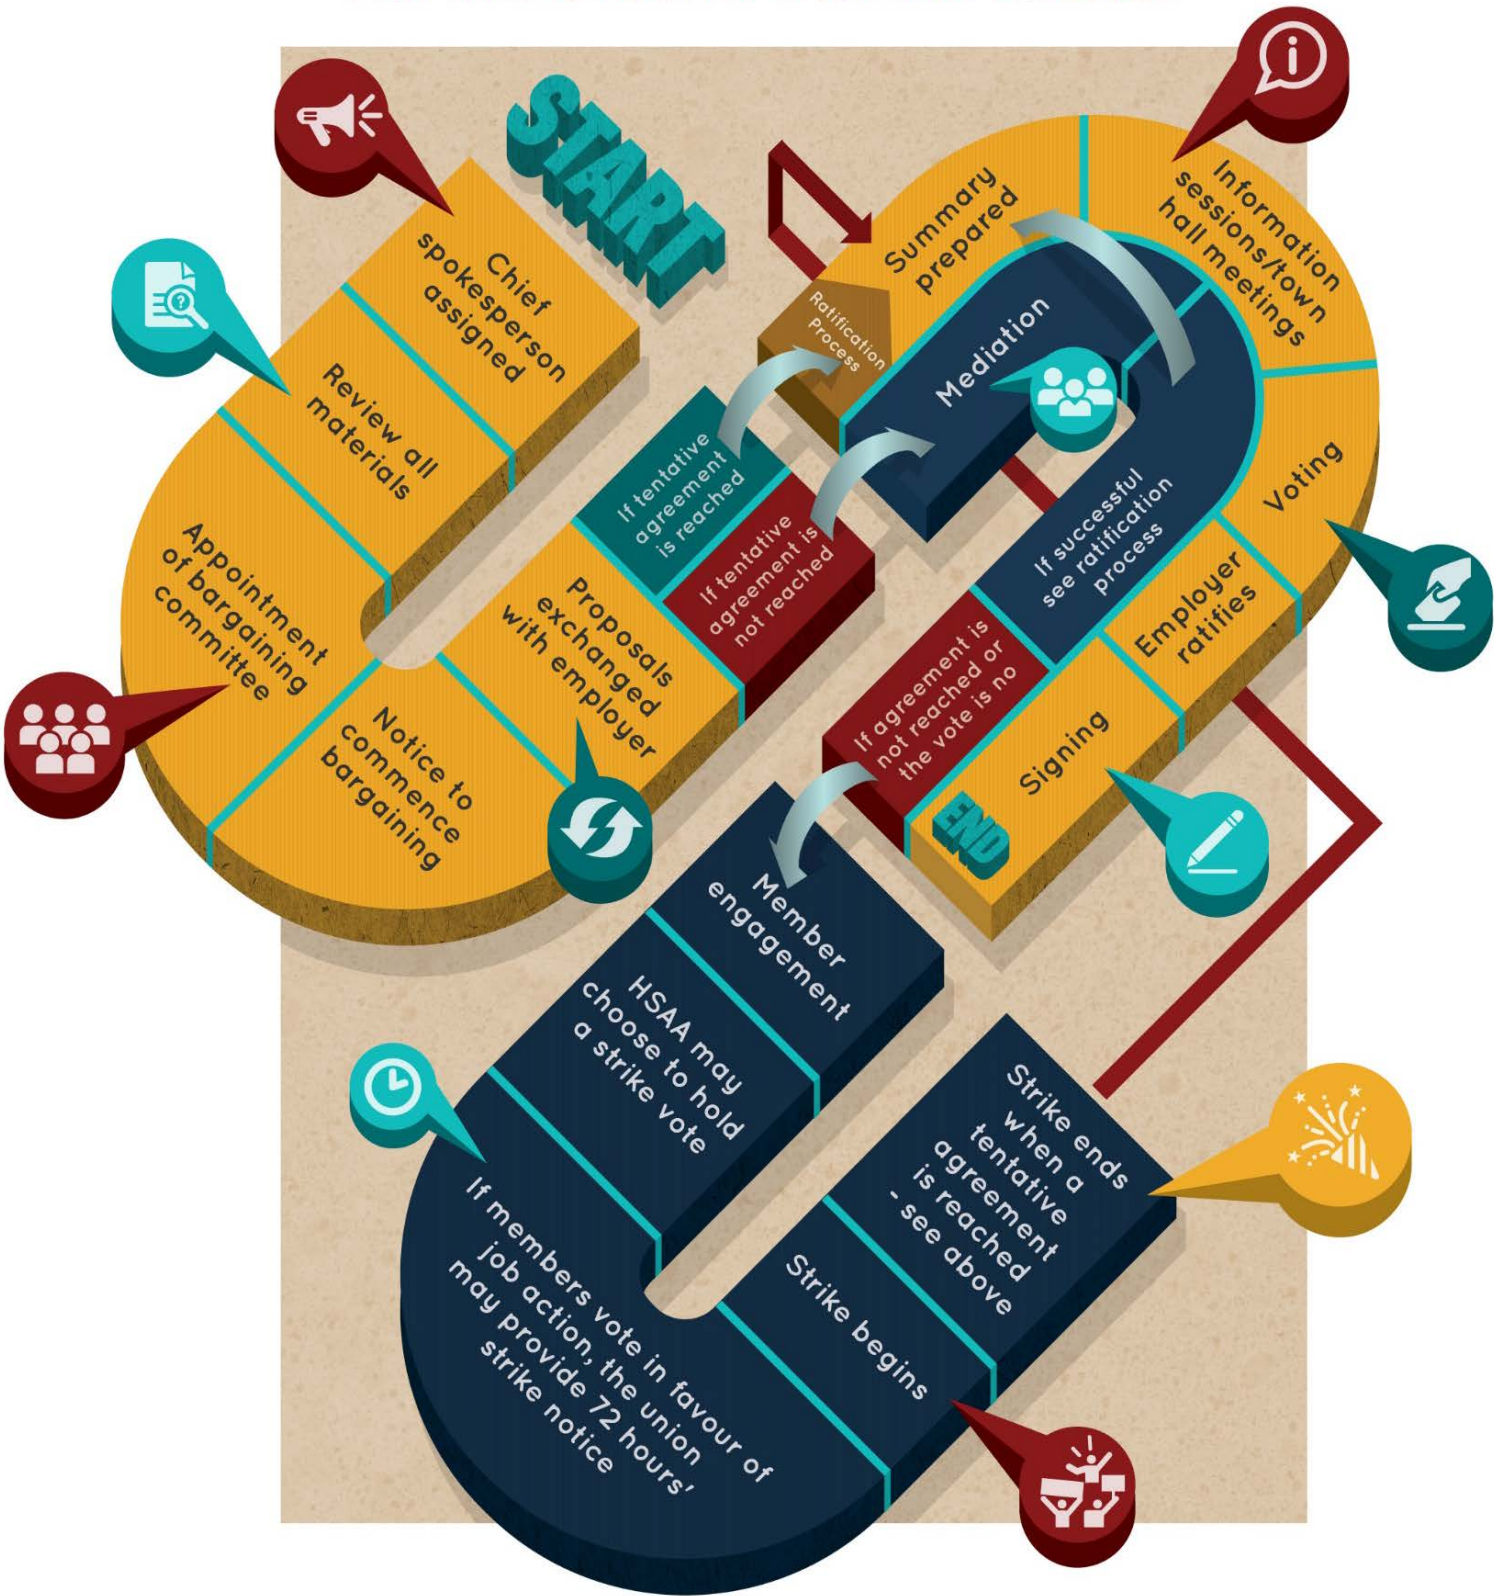 START
Chief
spokesperson
assigned
Review all
materials
Appointment
of bargaining
committee
Notice to
commence
bargaining
Proposals
exchanged
with employer
If tentative
agreement
is reached
If tentative
agreement is
not reached
Ratification
Process
Summary
prepared
Information
sessions/town
hall meetings
Voting
Employer
ratifies
Signing
END
Mediation
If successful
see ratification
process
If agreement is
not reached or
the vote is no
Member
engagement
HSAA may
choose to hold
a strike vote
If members vote in favour of
job action, the union
may provide 72 hours'
strike notice
Strike begins
Strike ends
when a
tentative
agreement
is reached
- see above